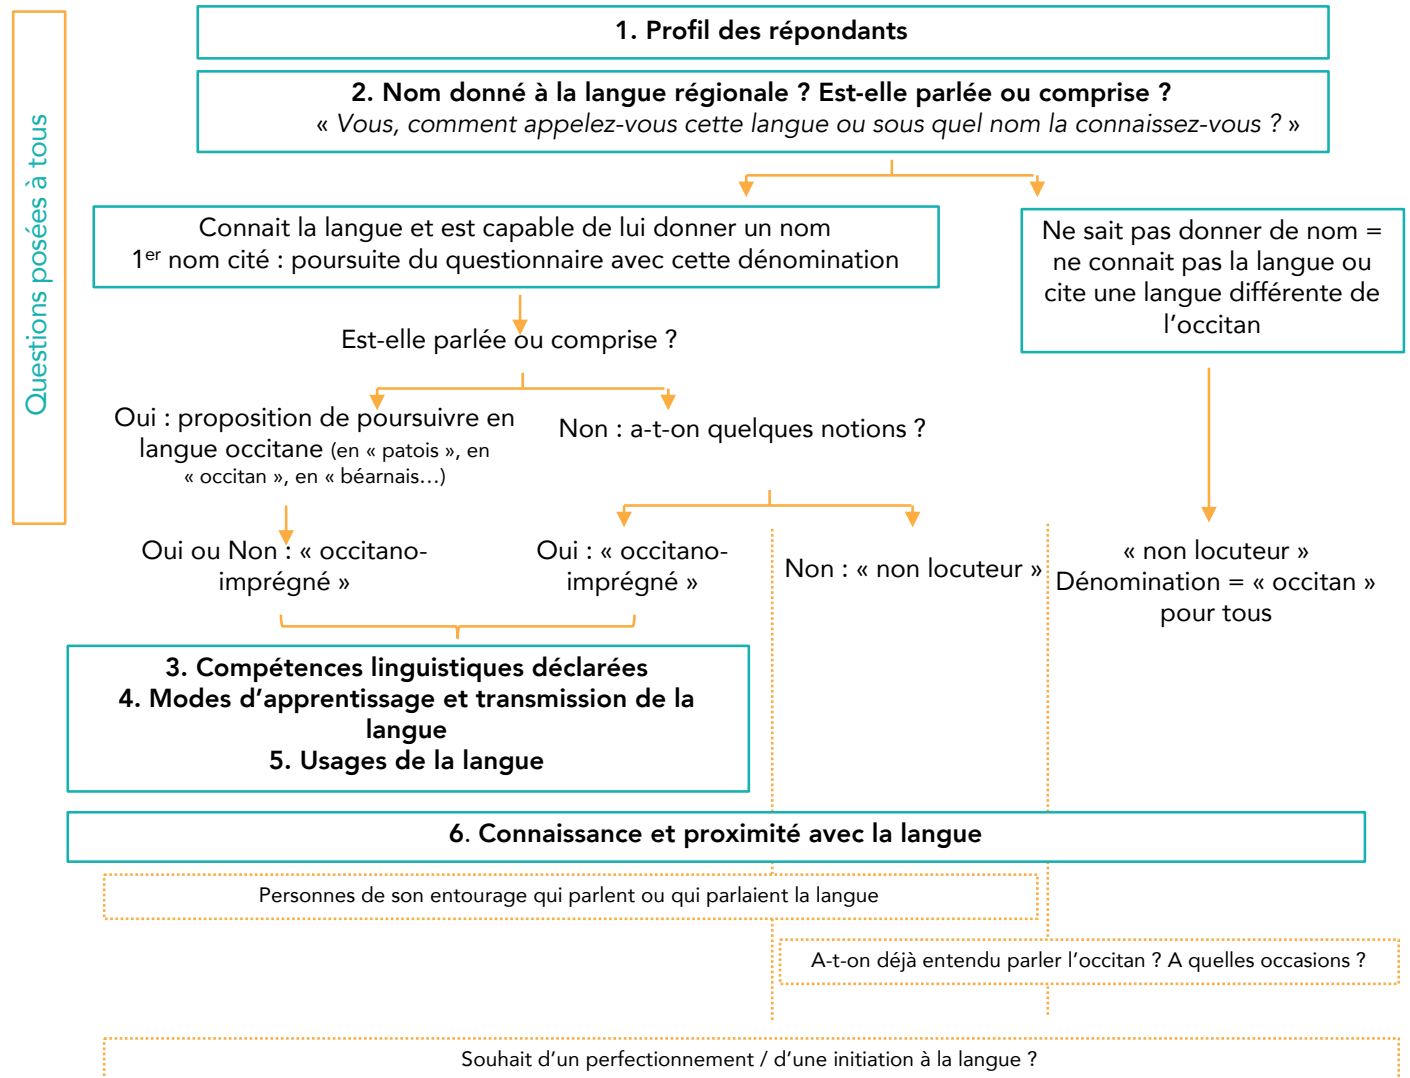 Questions posées à tous
1. Profil des répondants
2. Nom donné à la langue régionale ? Est-elle parlée ou comprise ?
« Vous, comment appelez-vous cette langue ou sous quel nom la connaissez-vous ? »
Connait la langue et est capable de lui donner un nom
1er nom cité : poursuite du questionnaire avec cette dénomination
Ne sait pas donner de nom =
ne connait pas la langue ou
cite une langue différente de
l’occitan
Est-elle parlée ou comprise ?
Oui : proposition de poursuivre en
langue occitane (en « patois », en
« occitan », en « béarnais…)
Non : a-t-on quelques notions ?
Oui ou Non : « occitano-
imprégné »
Oui : « occitano-
imprégné »
Non : « non locuteur »
« non locuteur »
Dénomination = « occitan »
pour tous
3. Compétences linguistiques déclarées
4. Modes d’apprentissage et transmission de la
langue
5. Usages de la langue
6. Connaissance et proximité avec la langue
Personnes de son entourage qui parlent ou qui parlaient la langue
A-t-on déjà entendu parler l’occitan ? A quelles occasions ?
Souhait d’un perfectionnement / d’une initiation à la langue ?